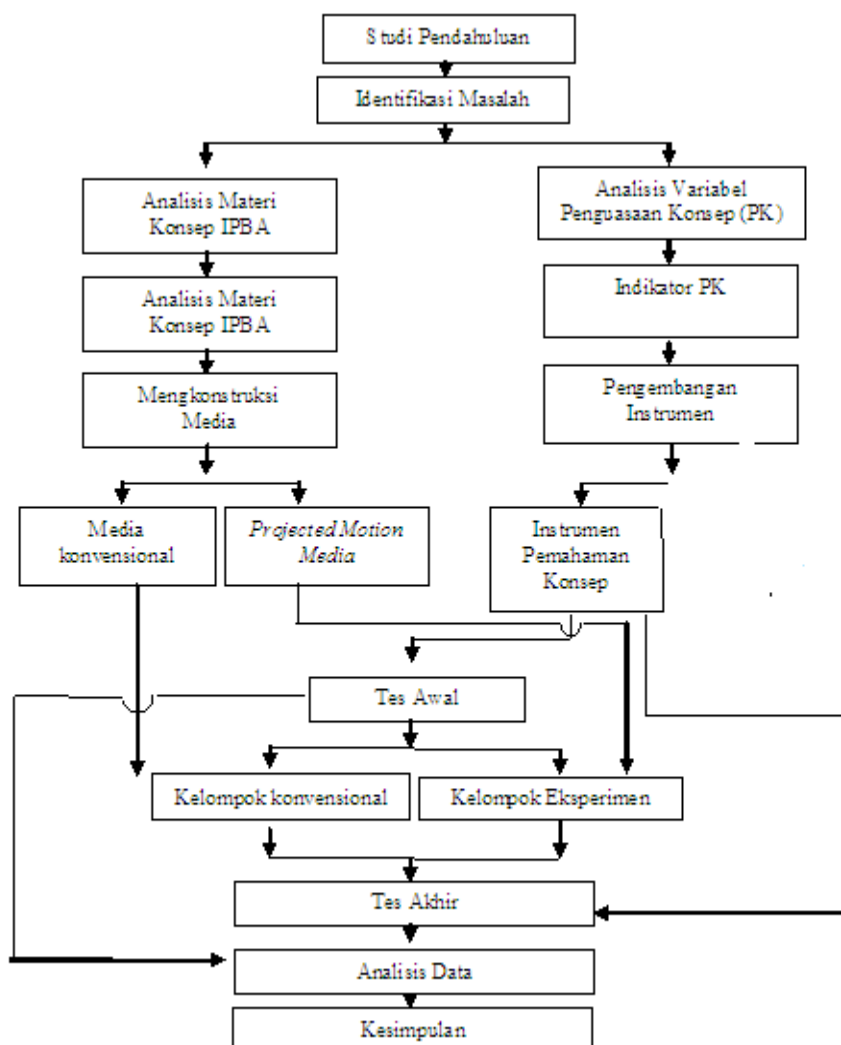 Studi Pendahuluan
Identifikasi Masalah
Analisis Materi
Konsep IPBA
Analisis Variabel
Penguasaan Konsep (PK)
Analisis Materi
Konsep IPBA
Indikator PK
Mengkonstruksi
Media
Pengembangan
Instrumen
Media
konvensional
Projected Motion
Media
Instrumen
Pemahaman
Konsep
Tes Awal
Kelompok konvensional
Kelompok Eksperimen
Tes Akhir
Analisis Data
Kesimpulan